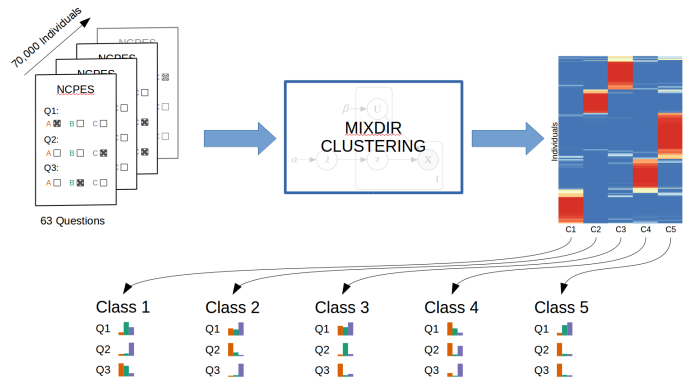 70,000 Individuals
NCPES
NCPES
NCPES
NCPES
Q1:
A B C
Q2:
A B C
Q3:
A B C
63 Questions
β U
MIXDIR
CLUSTERING
α λ z X
I
Individuals
C1 C2 C3 C4 C5
Class 1 Class 2 Class 3 Class 4 Class 5
Q1 Q1 Q1 Q1 Q1
Q2 Q2 Q2 Q2 Q2
Q3 Q3 Q3 Q3 Q3